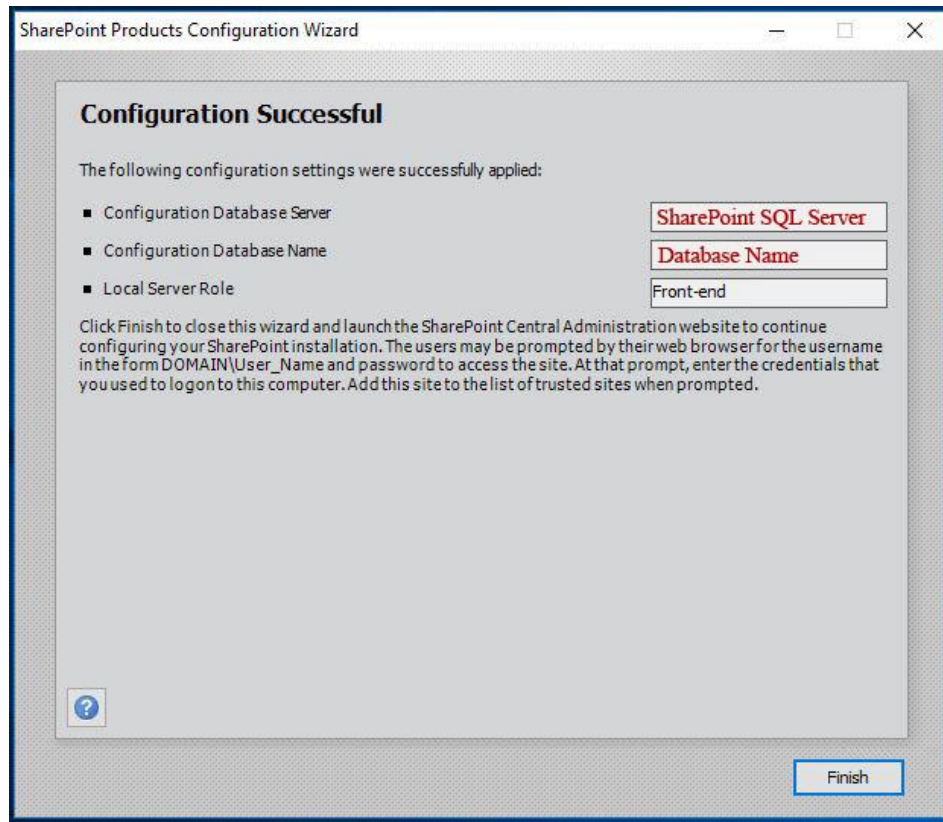 SharePoint Products Configuration Wizard
Configuration Successful
The following configuration settings were successfully applied:
Configuration Database Server SharePoint SQL Server
Configuration Database Name Database Name
Local Server Role Front-end
Click Finish to close this wizard and launch the SharePoint Central Administration website to continue
configuring your SharePoint installation. The users may be prompted by their web browser for the username
in the form DOMAIN\User_Name and password to access the site. At that prompt, enter the credentials that
you used to logon to this computer. Add this site to the list of trusted sites when prompted.
?
Finish